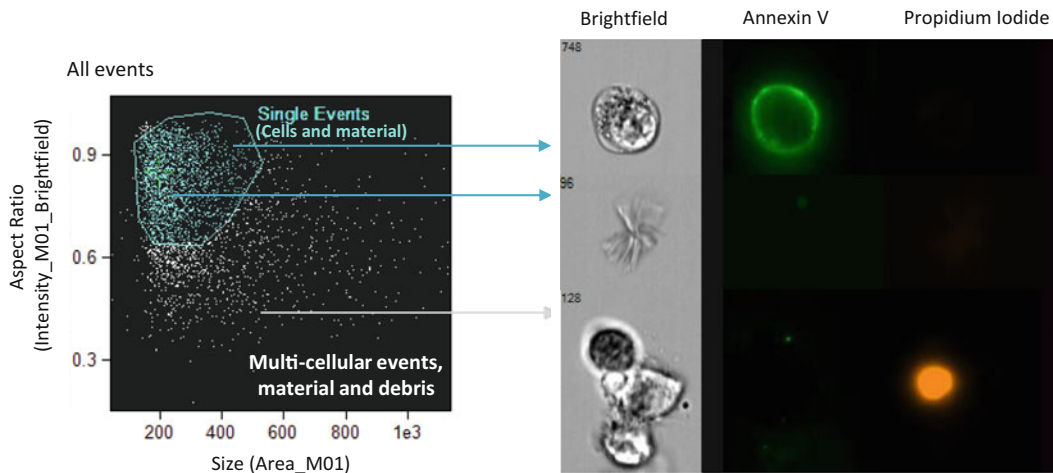 All events
Single Events
(Cells and material)
Multi-cellular events,
material and debris
0.9
0.6
0.3
200
400
600
800
1e3
Aspect Ratio
(Intensity_M01_Brightfield)
Size (Area_M01)
Brightfield
Annexin V
Propidium Iodide
748
96
128